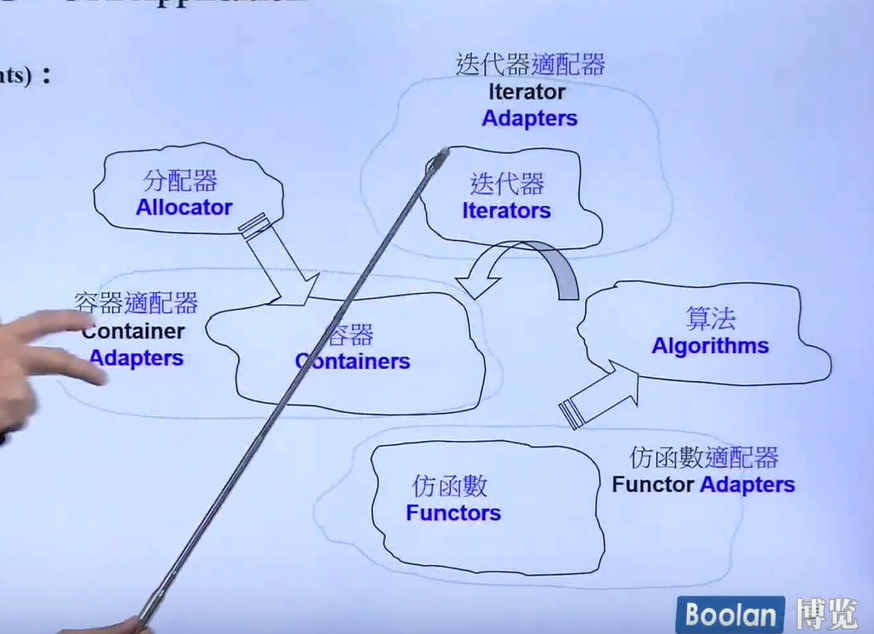 nts)：
迭代器適配器
Iterator
Adapters
分配器
Allocator
迭代器
Iterators
容器適配器
Container
Adapters
容器
Containers
算法
Algorithms
仿函數
Functors
仿函數適配器
Functor Adapters
Boolan 博览